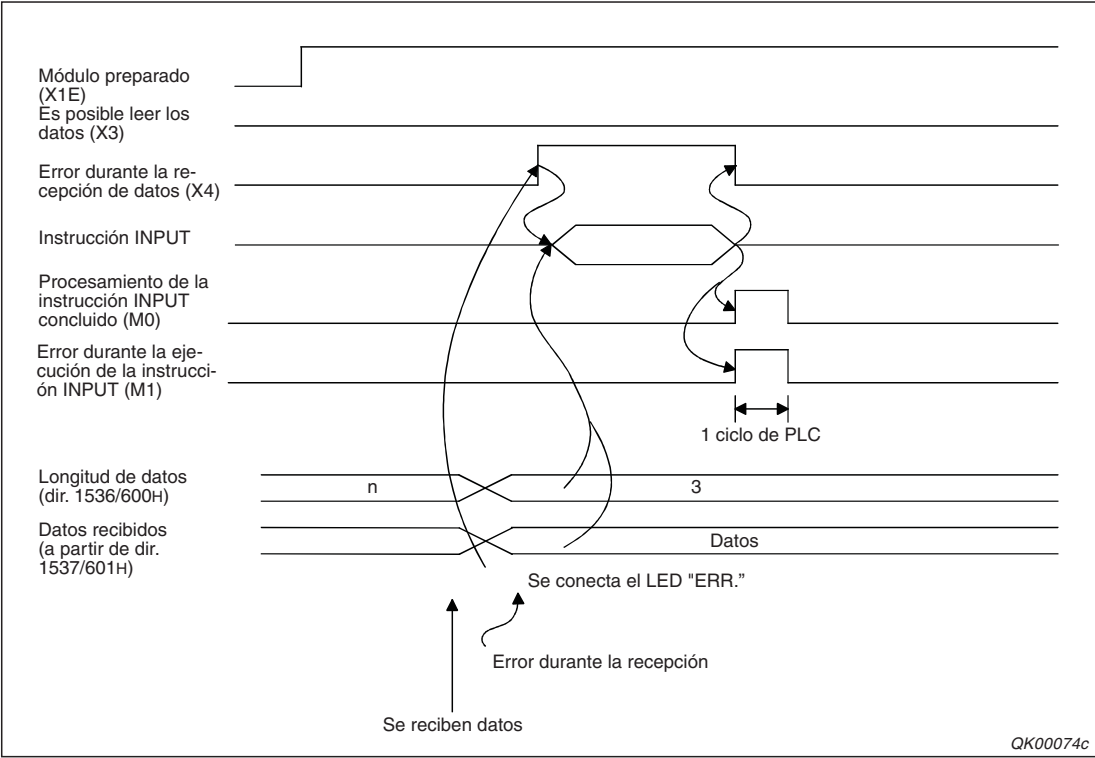 Módulo preparado
(X1E)
Es posible leer los
datos (X3)
Error durante la re-
cepción de datos (X4)
Instrucción INPUT
Procesamiento de la
instrucción INPUT
concluido (M0)
Error durante la eje-
cución de la instrucci-
ón INPUT (M1)
1 ciclo de PLC
Longitud de datos
(dir. 1536/600H)
n
3
Datos recibidos
(a partir de dir.
1537/601H)
Datos
Se conecta el LED "ERR.”
Error durante la recepción
Se reciben datos
QK00074c